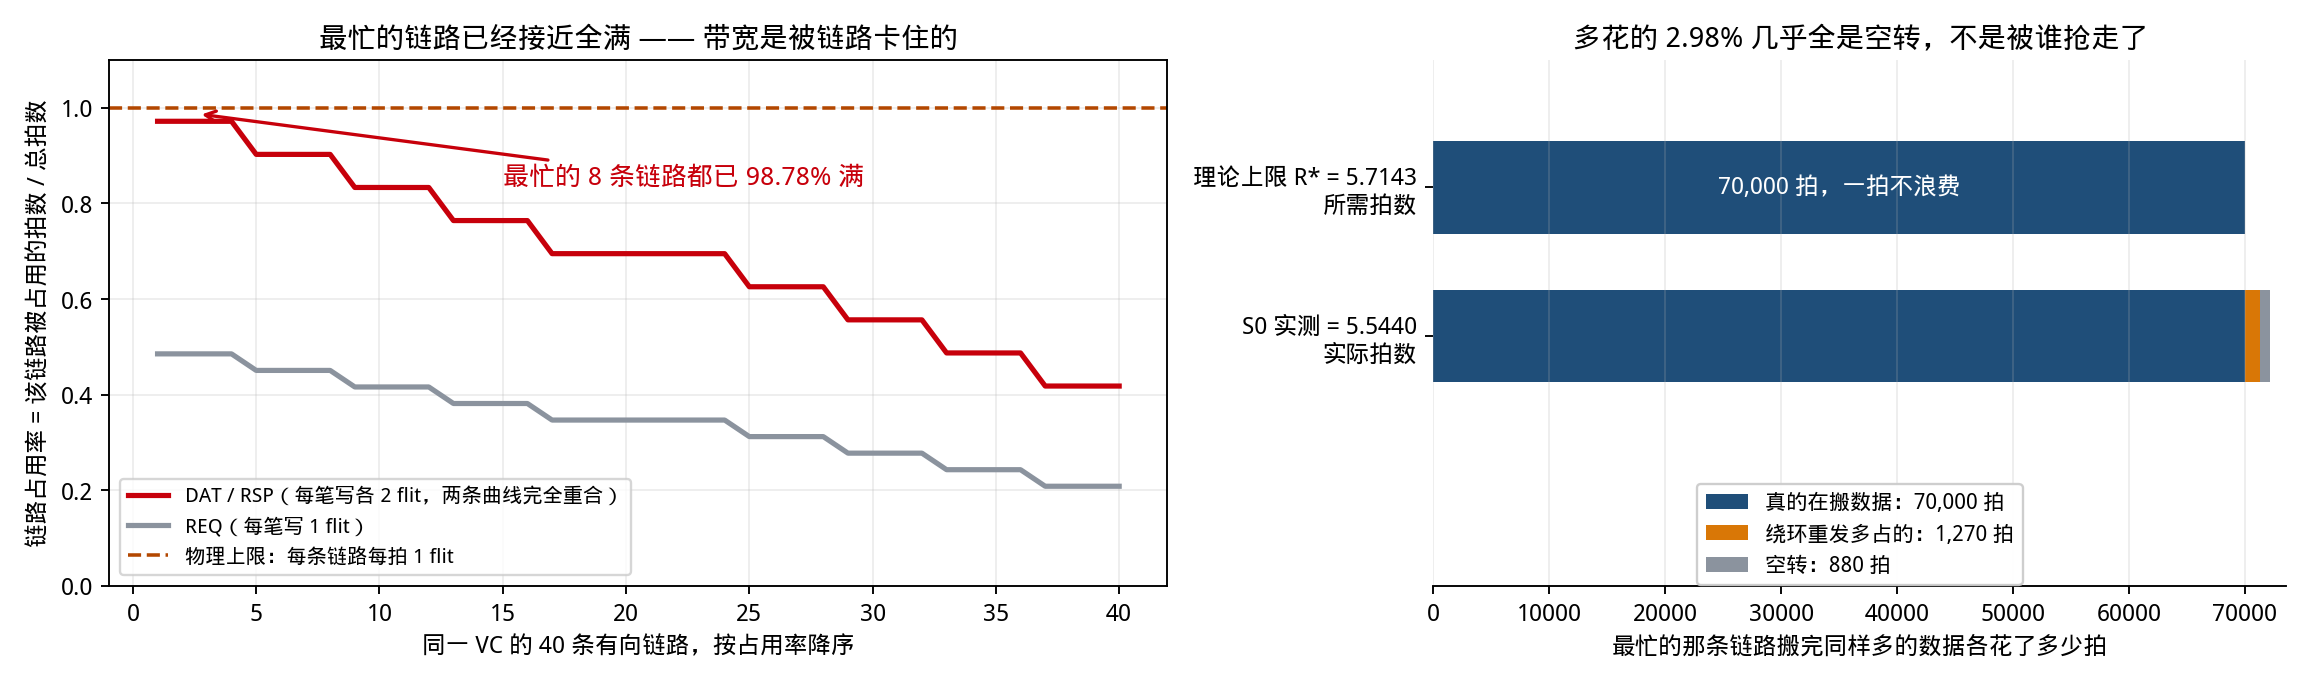 最忙的链路已经接近全满 —— 带宽是被链路卡住的
链路占用率 = 该链路被占用的拍数 / 总拍数
1.0
0.8
0.6
0.4
0.2
0.0
最忙的 8 条链路都已 98.78% 满
DAT / RSP（每笔写各 2 flit，两条曲线完全重合）
REQ（每笔写 1 flit）
物理上限：每条链路每拍 1 flit
0 5 10 15 20 25 30 35 40
同一 VC 的 40 条有向链路，按占用率降序
多花的 2.98% 几乎全是空转，不是被谁抢走了
理论上限 R* = 5.7143
所需拍数
70,000 拍，一拍不浪费
S0 实测 = 5.5440
实际拍数
真的在搬数据：70,000 拍
绕环重发多占的：1,270 拍
空转：880 拍
0 10000 20000 30000 40000 50000 60000 70000
最忙的那条链路搬完同样多的数据各花了多少拍